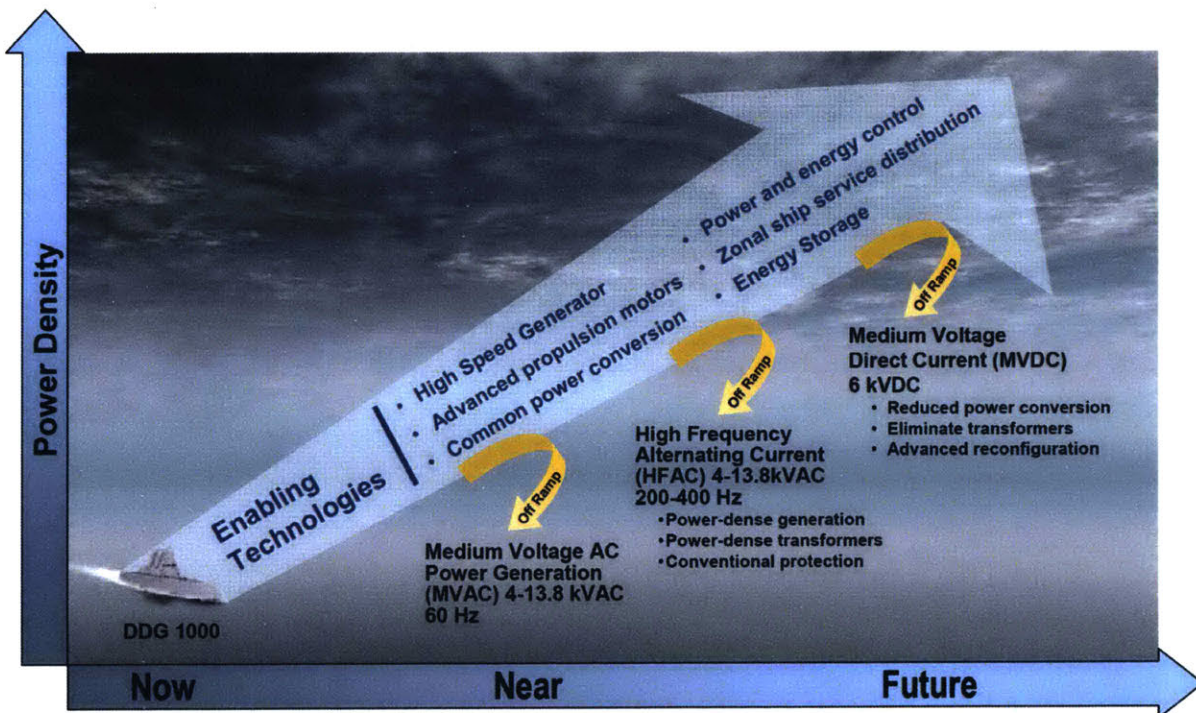 Power Density
Enabling
Technologies
• High Speed Generator
• Advanced propulsion motors
• Common power conversion
• Power and energy control
• Zonal ship service distribution
• Energy Storage
Off Ramp
Medium Voltage AC
Power Generation
(MVAC) 4-13.8 kVAC
60 Hz
Off Ramp
High Frequency
Alternating Current
(HFAC) 4-13.8kVAC
200-400 Hz
•Power-dense generation
•Power-dense transformers
•Conventional protection
Off Ramp
Medium Voltage
Direct Current (MVDC)
6 kVDC
• Reduced power conversion
• Eliminate transformers
• Advanced reconfiguration
DDG 1000
Now
Near
Future